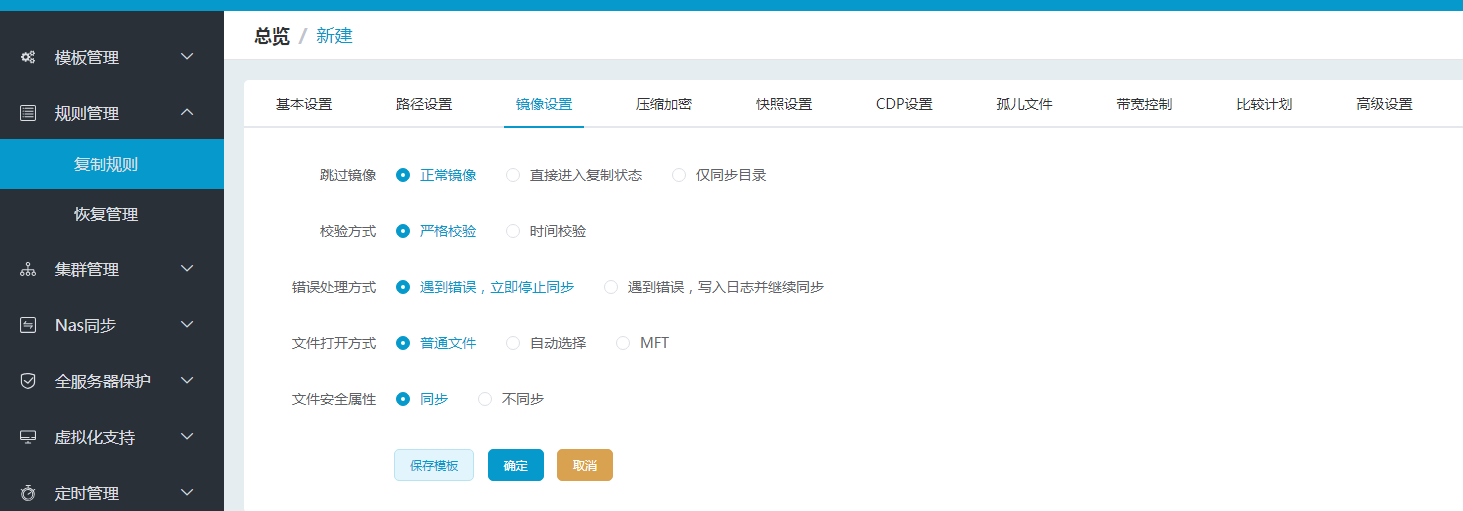 总览 / 新建
模板管理
规则管理
复制规则
恢复管理
集群管理
Nas同步
全服务器保护
虚拟化支持
定时管理
基本设置 路径设置 镜像设置 压缩加密 快照设置 CDP设置 孤儿文件 带宽控制 比较计划 高级设置
跳过镜像 正常镜像 直接进入复制状态 仅同步目录
校验方式 严格校验 时间校验
错误处理方式 遇到错误，立即停止同步 遇到错误，写入日志并继续同步
文件打开方式 普通文件 自动选择 MFT
文件安全属性 同步 不同步
保存模板 确定 取消